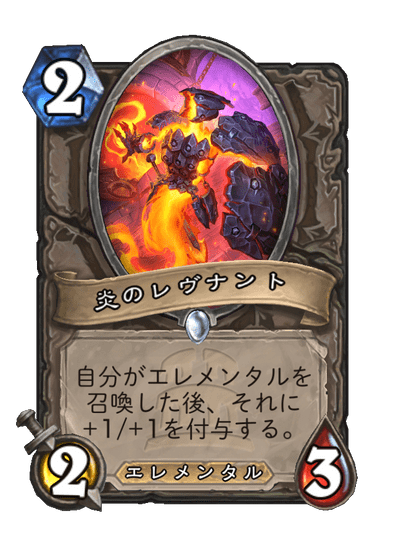 2
炎のレヴナント
自分がエレメンタルを
召喚した後、それに
+1/+1を付与する。
2
エレメンタル
3